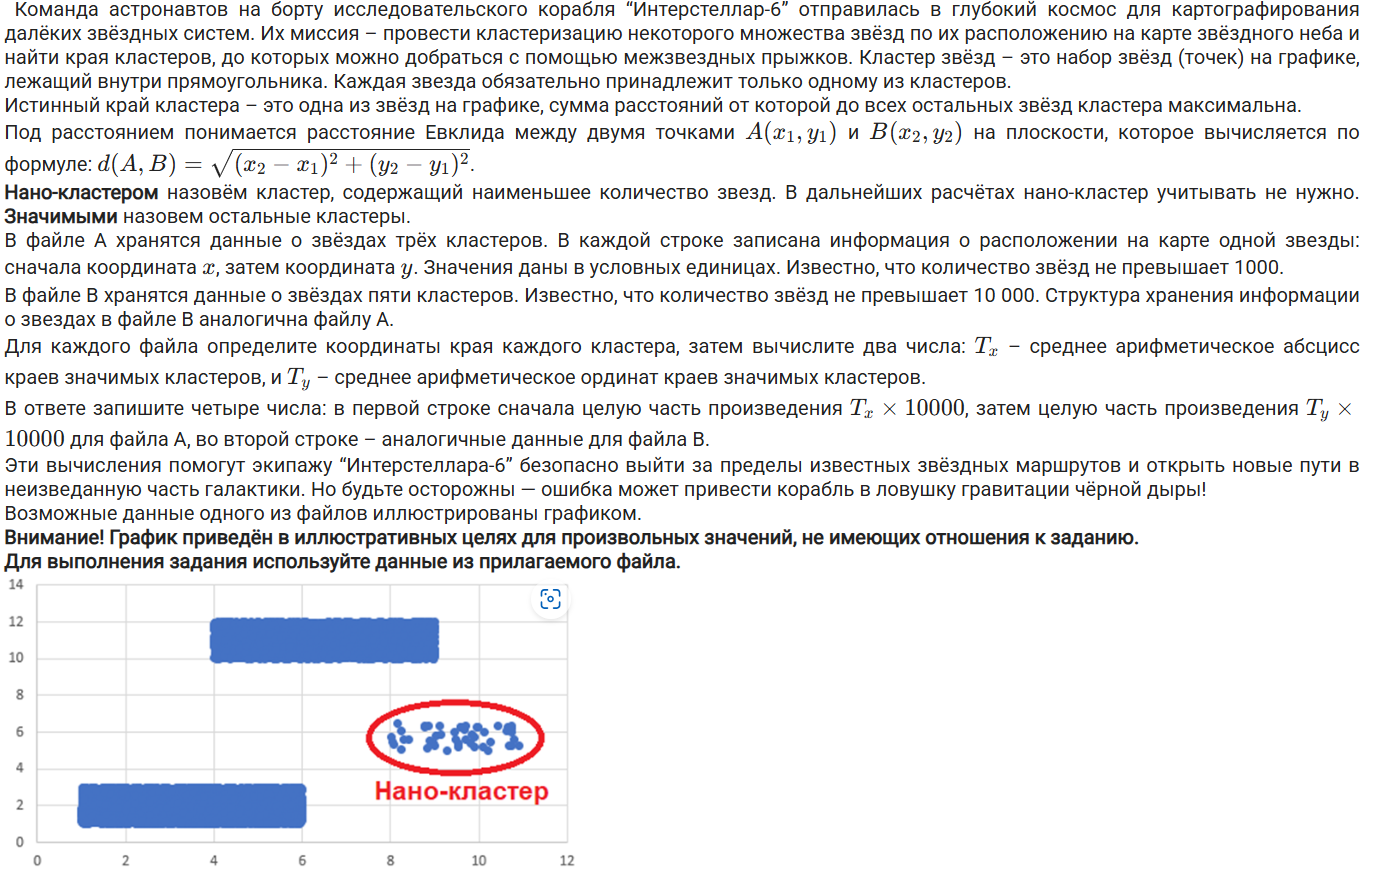 Команда астронавтов на борту исследовательского корабля “Интерстеллар-6” отправилась в глубокий космос для картографирования
далёких звёздных систем. Их миссия – провести кластеризацию некоторого множества звёзд по их расположению на карте звёздного неба и
найти края кластеров, до которых можно добраться с помощью межзвездных прыжков. Кластер звёзд – это набор звёзд (точек) на графике,
лежащий внутри прямоугольника. Каждая звезда обязательно принадлежит только одному из кластеров.
Истинный край кластера – это одна из звёзд на графике, сумма расстояний от которой до всех остальных звёзд кластера максимальна.
Под расстоянием понимается расстояние Евклида между двумя точками A(x₁, y₁) и B(x₂, y₂) на плоскости, которое вычисляется по
формуле: d(A, B) = √((x₂ − x₁)² + (y₂ − y₁)²).
Нано-кластером назовём кластер, содержащий наименьшее количество звезд. В дальнейших расчётах нано-кластер учитывать не нужно.
Значимыми назовем остальные кластеры.
В файле А хранятся данные о звёздах трёх кластеров. В каждой строке записана информация о расположении на карте одной звезды:
сначала координата x, затем координата y. Значения даны в условных единицах. Известно, что количество звёзд не превышает 1000.
В файле В хранятся данные о звёздах пяти кластеров. Известно, что количество звёзд не превышает 10 000. Структура хранения информации
о звездах в файле В аналогична файлу А.
Для каждого файла определите координаты края каждого кластера, затем вычислите два числа: Tₓ – среднее арифметическое абсцисс
краев значимых кластеров, и T_y – среднее арифметическое ординат краев значимых кластеров.
В ответе запишите четыре числа: в первой строке сначала целую часть произведения Tₓ × 10000, затем целую часть произведения T_y ×
10000 для файла А, во второй строке – аналогичные данные для файла В.
Эти вычисления помогут экипажу “Интерстеллара-6” безопасно выйти за пределы известных звёздных маршрутов и открыть новые пути в
неизведанную часть галактики. Но будьте осторожны — ошибка может привести корабль в ловушку гравитации чёрной дыры!
Возможные данные одного из файлов иллюстрированы графиком.
Внимание! График приведён в иллюстративных целях для произвольных значений, не имеющих отношения к заданию.
Для выполнения задания используйте данные из прилагаемого файла.
14
12
10
8
6
4
2
0
Нано-кластер
0 2 4 6 8 10 12